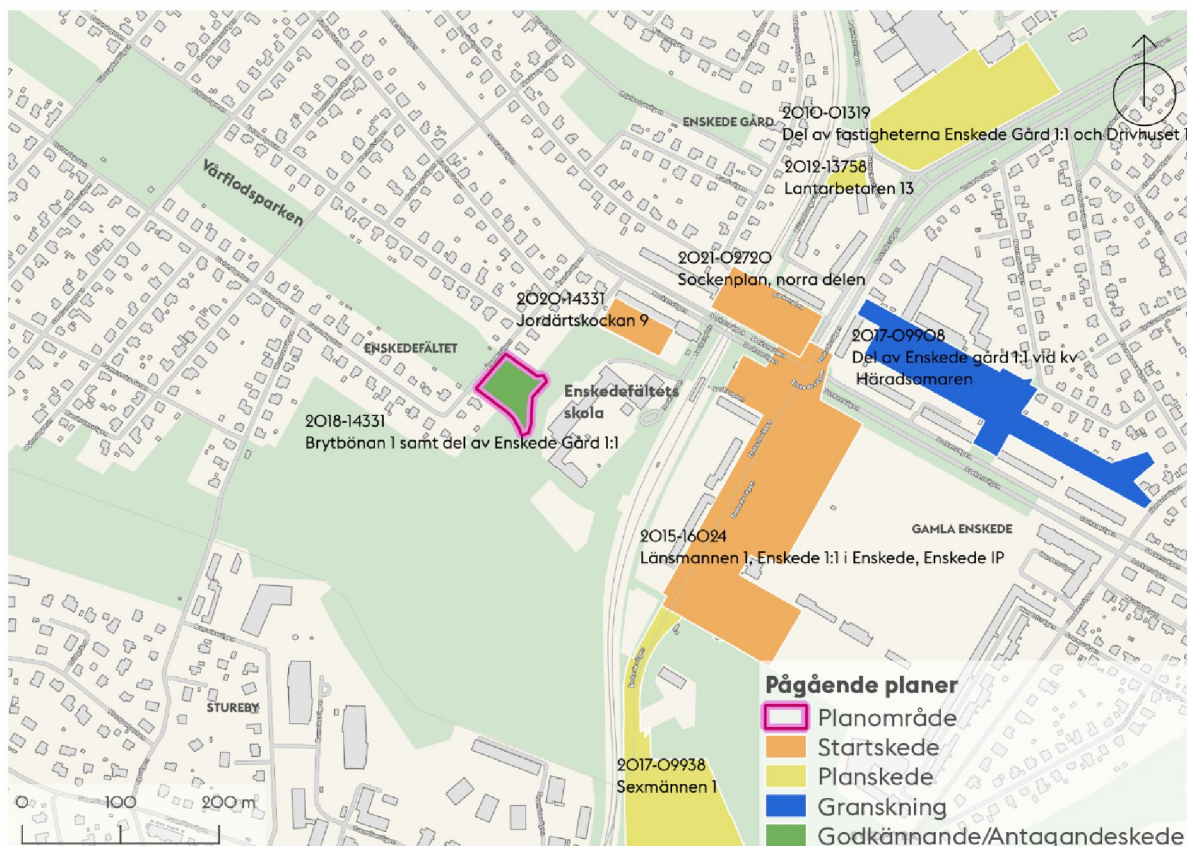 2010-01319
Del av fastigheterna Enskede Gård 1:1 och Drivhuset 1
ENSKEDE GÅRD
2012-13758
Lantarbetaren 13
Vårflodsparken
2021-02720
Sockenplan, norra delen
2020-14331
Jordärtskockan 9
2017-09908
Del av Enskede gård 1:1 vid kv
Häradsomaren
ENSKEDEFÄLTET
Enskedefältets
skola
2018-14331
Brytbönan 1 samt del av Enskede Gård 1:1
2015-16024
Länsmannen 1, Enskede 1:1 i Enskede, Enskede IP
GAMLA ENSKEDE
STUREBY
2017-09938
Sexmännen 1
Pågående planer
Planområde
Startskede
Planskede
Granskning
Godkännande/Antagandeskede
0 100 200 m